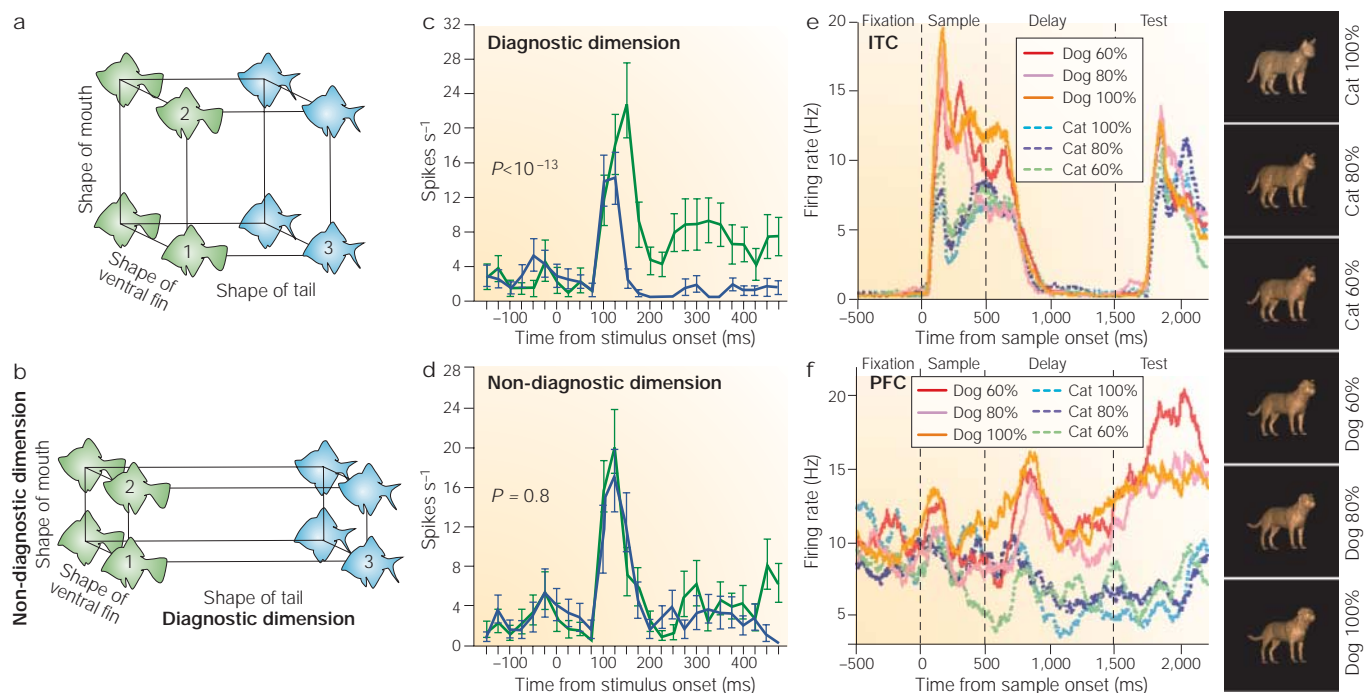 a
Shape of mouth
2
1
3
Shape of
ventral fin
Shape of tail
b
Non-diagnostic dimension
Shape of mouth
2
1
3
Shape of
ventral fin
Shape of tail
Diagnostic dimension
c
Diagnostic dimension
P<10⁻¹³
Spikes s⁻¹
32
28
24
20
16
12
8
4
0
–100 0 100 200 300 400
Time from stimulus onset (ms)
d
Non-diagnostic dimension
P = 0.8
Spikes s⁻¹
28
24
20
16
12
8
4
0
–100 0 100 200 300 400
Time from stimulus onset (ms)
e
Fixation Sample Delay Test
ITC
Dog 60%
Dog 80%
Dog 100%
Cat 100%
Cat 80%
Cat 60%
Firing rate (Hz)
20
15
10
5
0
–500 0 500 1,000 1,500 2,000
Time from sample onset (ms)
f
Fixation Sample Delay Test
PFC
Dog 60% Cat 100%
Dog 80% Cat 80%
Dog 100% Cat 60%
Firing rate (Hz)
20
15
10
5
–500 0 500 1,000 1,500 2,000
Time from sample onset (ms)
Cat 100%
Cat 80%
Cat 60%
Dog 60%
Dog 80%
Dog 100%